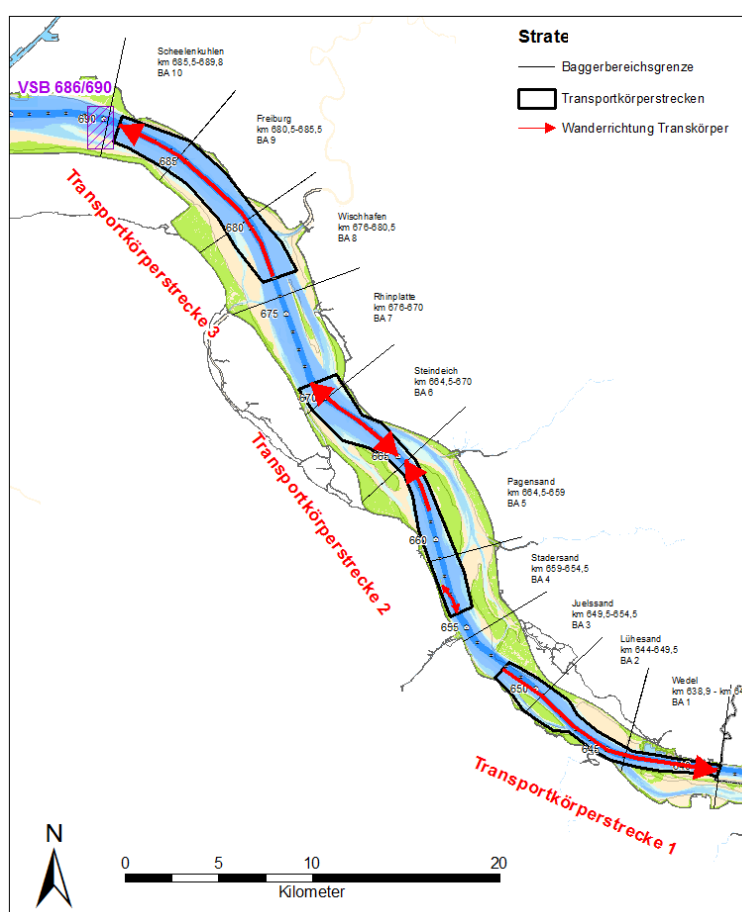 Strate
Baggerbereichsgrenze
Transportkörperstrecken
Wanderrichtung Transkörper
Scheelenkuhlen
km 685,5-689,8
BA 10
VSB 686/690
690
Freiburg
km 680,5-685,5
BA 9
685
Wischhafen
km 676-680,5
BA 8
680
Transportkörperstrecke 3
Rhinplatte
km 676-670
BA 7
675
Steindeich
km 664,5-670
BA 6
670
665
Transportkörperstrecke 2
Pagensand
km 664,5-659
BA 5
660
Stadersand
km 659-654,5
BA 4
655
Juelssand
km 649,5-654,5
BA 3
650
Lühesand
km 644-649,5
BA 2
645
Wedel
km 638,9 - km 64
BA 1
Transportkörperstrecke 1
N
0 5 10 20
Kilometer